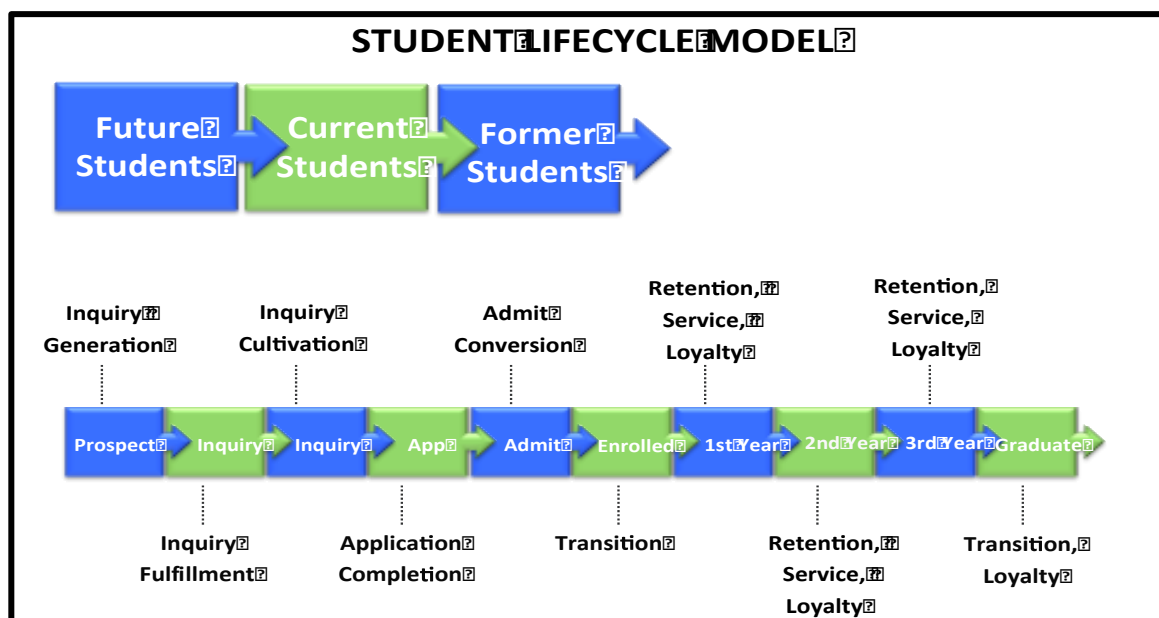 STUDENT LIFECYCLE MODEL
Future
Students
Current
Students
Former
Students
Inquiry
Generation
Inquiry
Cultivation
Admit
Conversion
Retention,
Service,
Loyalty
Retention,
Service,
Loyalty
Prospect
Inquiry
Inquiry
App
Admit
Enrolled
1st Year
2nd Year
3rd Year
Graduate
Inquiry
Fulfillment
Application
Completion
Transition
Retention,
Service,
Loyalty
Transition,
Loyalty